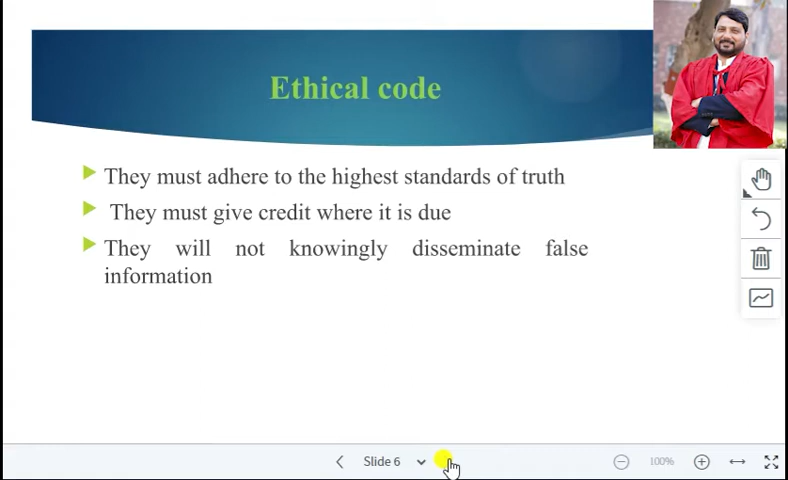 Ethical code
They must adhere to the highest standards of truth
They must give credit where it is due
They will not knowingly disseminate false
information
Slide 6
100%